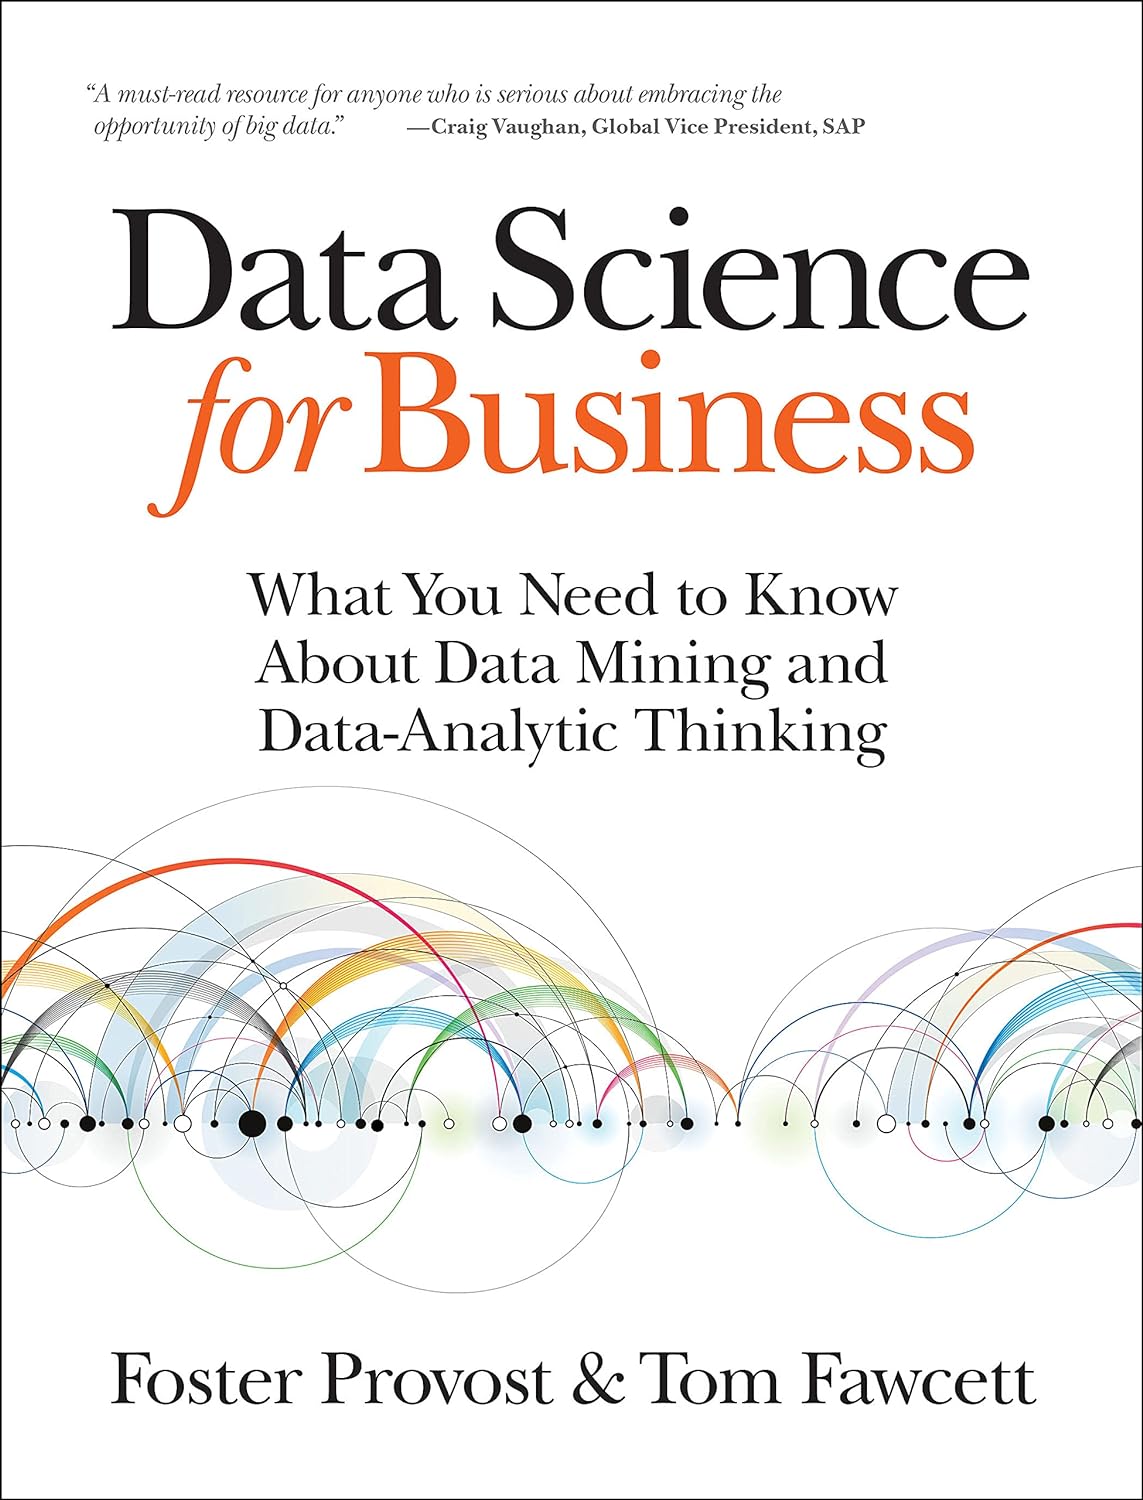 “A must-read resource for anyone who is serious about embracing the
opportunity of big data.” —Craig Vaughan, Global Vice President, SAP
Data Science
for Business
What You Need to Know
About Data Mining and
Data-Analytic Thinking
Foster Provost & Tom Fawcett